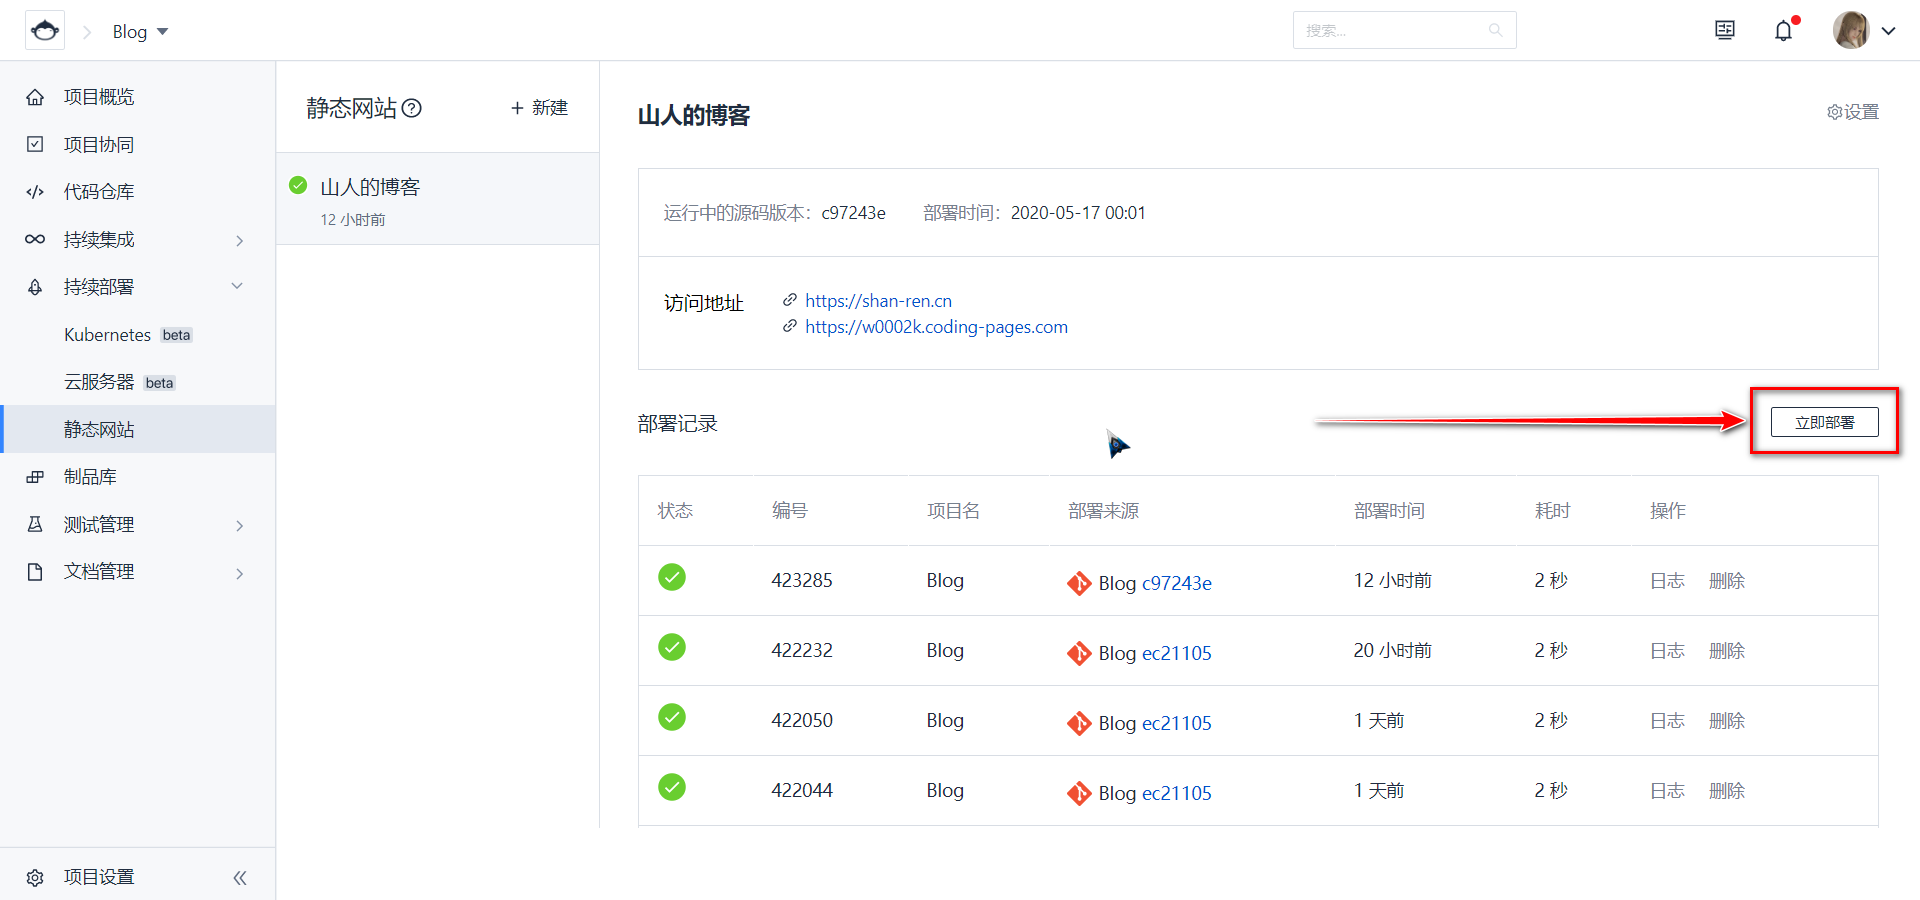 Blog
搜索...
项目概览
项目协同
代码仓库
持续集成
持续部署
Kubernetes beta
云服务器 beta
静态网站
制品库
测试管理
文档管理
项目设置
静态网站 ? + 新建
山人的博客
12 小时前
山人的博客
设置
运行中的源码版本: c97243e 部署时间: 2020-05-17 00:01
访问地址
https://shan-ren.cn
https://w0002k.coding-pages.com
部署记录
立即部署
状态 编号 项目名 部署来源 部署时间 耗时 操作
423285 Blog Blog c97243e 12 小时前 2 秒 日志 删除
422232 Blog Blog ec21105 20 小时前 2 秒 日志 删除
422050 Blog Blog ec21105 1 天前 2 秒 日志 删除
422044 Blog Blog ec21105 1 天前 2 秒 日志 删除